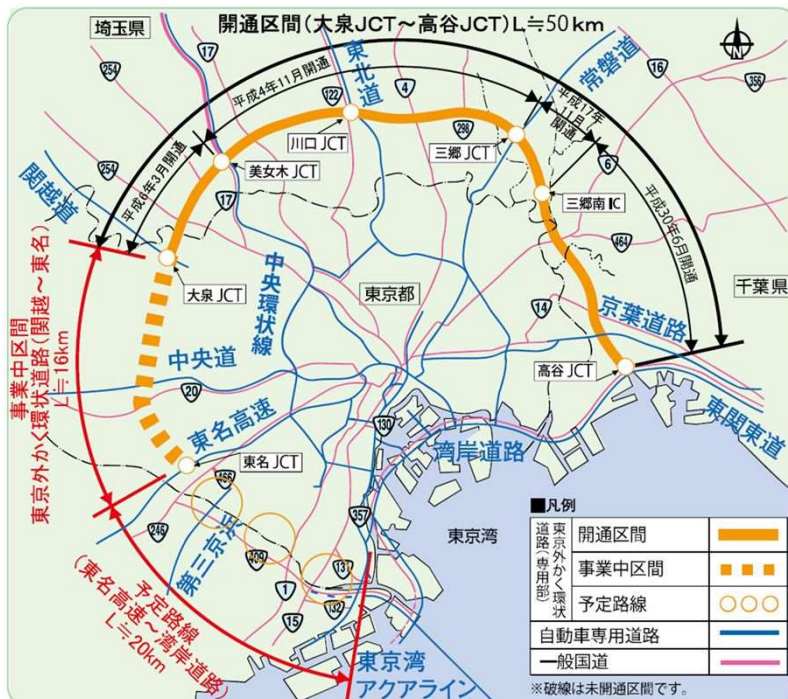 開通区間(大泉JCT～高谷JCT)L≒50km
埼玉県
17
254
平成4年11月開通
東北道
122
4
298
常磐道
16
356
平成17年
11月
開通
6
川口JCT
三郷JCT
美女木JCT
254
平成6年3月開通
関越道
17
三郷南IC
平成30年6月開通
464
大泉JCT
中央環状線
東京都
千葉県
14
京葉道路
事業中区間
東京外かく環状道路(関越～東名)
L≒16km
中央道
20
高谷JCT
東関東道
東名高速
130
湾岸道路
東名JCT
466
246
第三京浜
409
357
東京湾
131
1
132
15
予定路線
(東名高速～湾岸道路)
L≒20km
東京湾
アクアライン
■凡例
東京外かく環状
道路(専用部)
開通区間
事業中区間
予定路線
自動車専用道路
一般国道
※破線は未開通区間です。